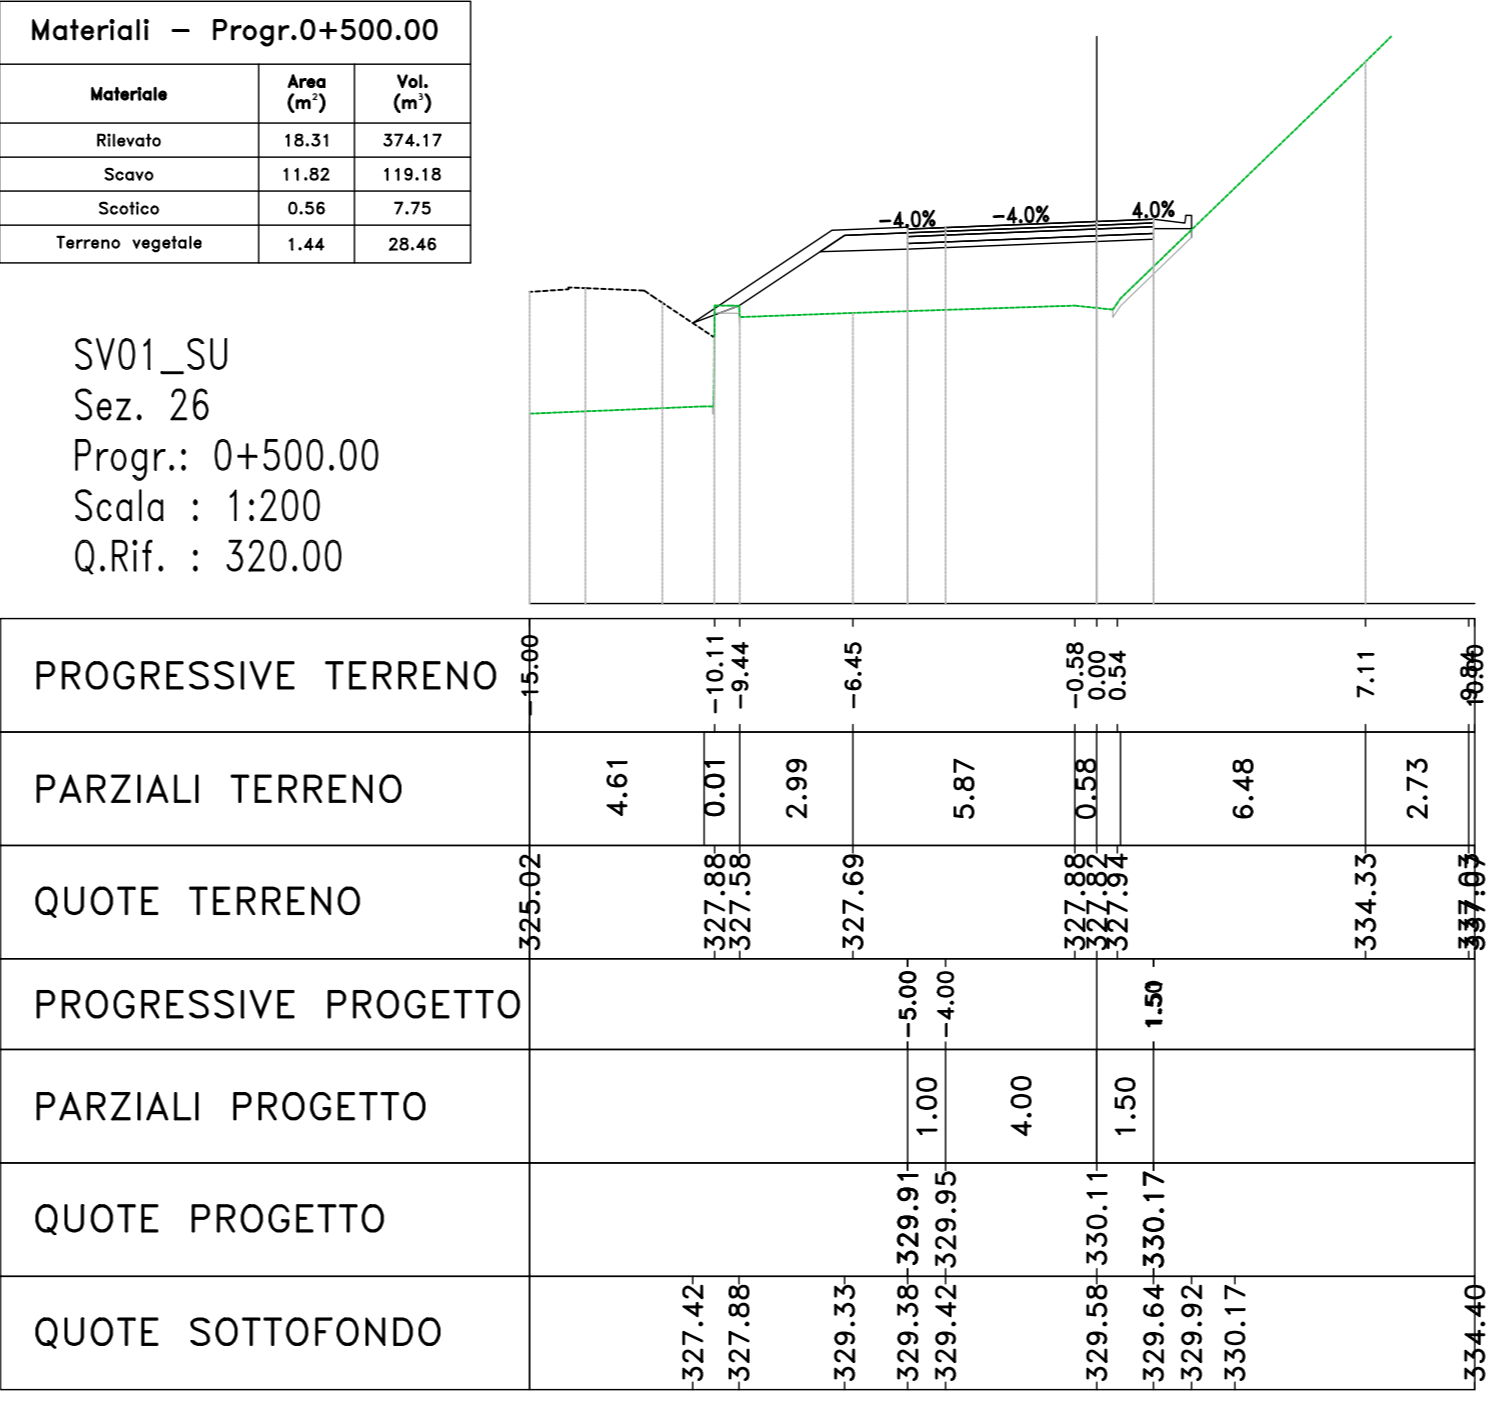 Materiali – Progr.0+500.00
Materiale Area (m²) Vol. (m³)
Rilevato 18.31 374.17
Scavo 11.82 119.18
Scotico 0.56 7.75
Terreno vegetale 1.44 28.46
SV01_SU
Sez. 26
Progr.: 0+500.00
Scala : 1:200
Q.Rif. : 320.00
-4.0% -4.0% 4.0%
PROGRESSIVE TERRENO -15.00 -10.11 -9.44 -6.45 -0.58 0.00 0.54 7.11 9.84 10.00
PARZIALI TERRENO 4.61 0.01 2.99 5.87 0.58 6.48 2.73
QUOTE TERRENO 325.02 327.88 327.58 327.69 327.88 327.82 327.94 334.33 337.07
PROGRESSIVE PROGETTO -5.00 -4.00 1.50
PARZIALI PROGETTO 1.00 4.00 1.50
QUOTE PROGETTO 329.91 329.95 330.11 330.17
QUOTE SOTTOFONDO 327.42 327.88 329.33 329.38 329.42 329.58 329.64 329.92 330.17 334.40